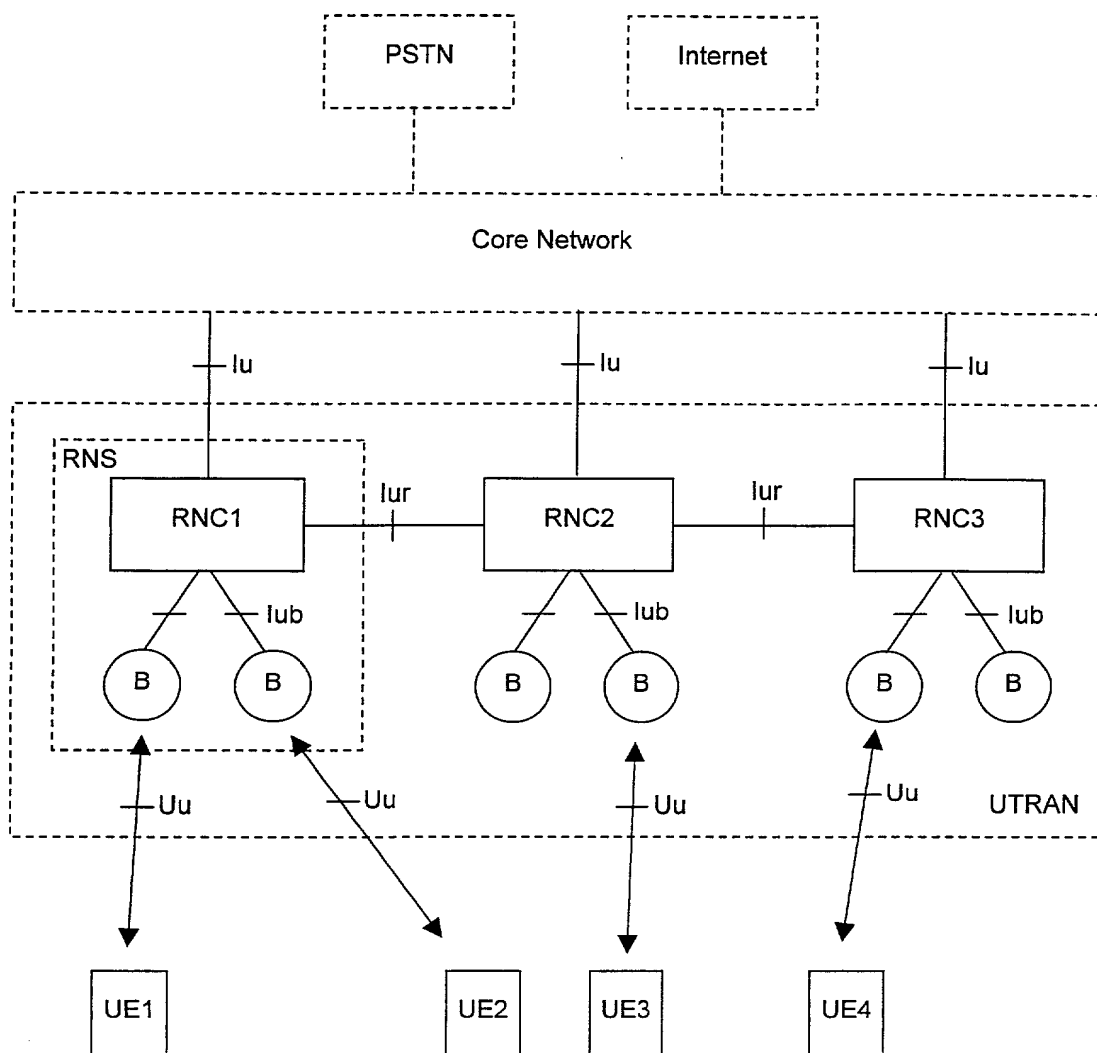 PSTN
Internet
Core Network
Iu
Iu
Iu
RNS
RNC1
Iur
RNC2
Iur
RNC3
Iub
Iub
Iub
B
B
B
B
B
B
Uu
Uu
Uu
Uu
UTRAN
UE1
UE2
UE3
UE4